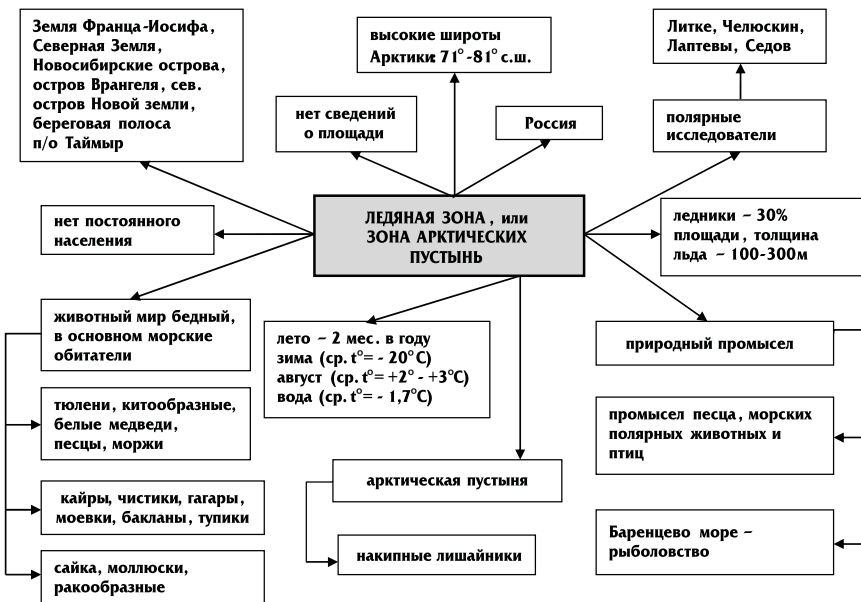 Земля Франца-Иосифа,
Северная Земля,
Новосибирские острова,
остров Врангеля, сев.
остров Новой земли,
береговая полоса
п/о Таймыр
высокие широты
Арктики: 71°-81° с.ш.
Литке, Челюскин,
Лаптевы, Седов
нет сведений
о площади
Россия
полярные
исследователи
ЛЕДЯНАЯ ЗОНА, или
ЗОНА АРКТИЧЕСКИХ
ПУСТЫНЬ
нет постоянного
населения
ледники ~ 30%
площади, толщина
льда ~ 100-300м
животный мир бедный,
в основном морские
обитатели
лето ~ 2 мес. в году
зима (ср. t°= - 20°С)
август (ср. t°= +2° - +3°С)
вода (ср. t°= - 1,7°С)
природный промысел
тюлени, китообразные,
белые медведи,
песцы, моржи
промысел песца, морских
полярных животных и
птиц
арктическая пустыня
кайры, чистики, гагары,
моевки, бакланы, тупики
накипные лишайники
Баренцево море ~
рыболовство
сайка, моллюски,
ракообразные